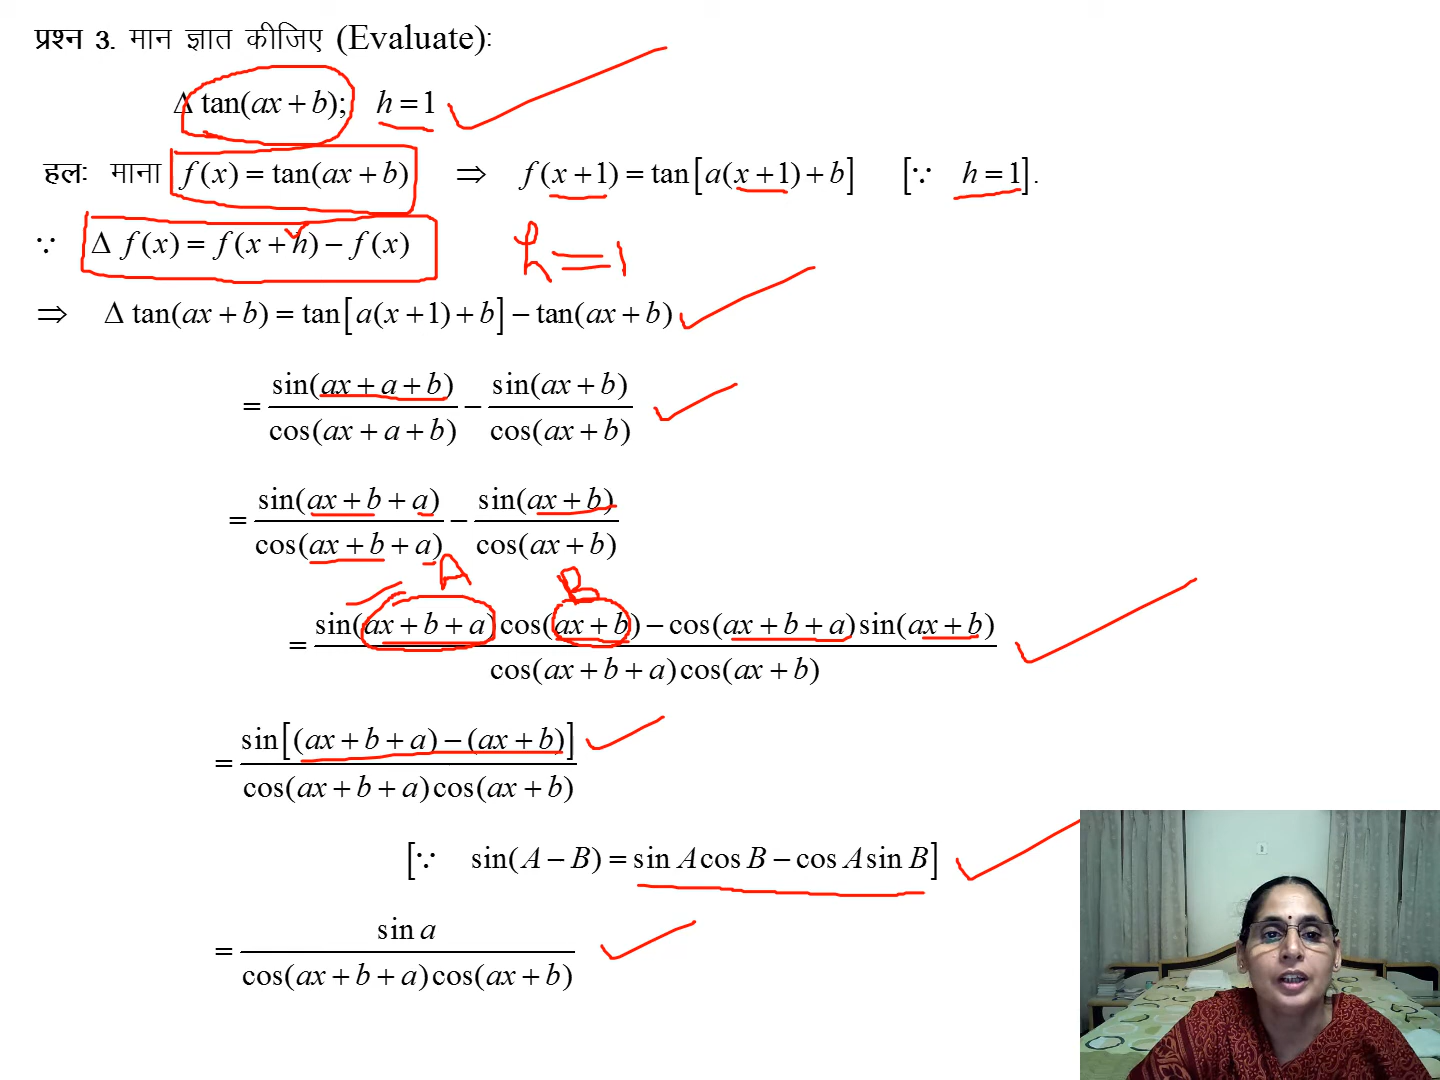 प्रश्न 3. मान ज्ञात कीजिए (Evaluate):
Δ tan(ax + b); h = 1
हलः माना f(x) = tan(ax + b) ⇒ f(x + 1) = tan[a(x + 1) + b] [∵ h = 1].
∵ Δ f(x) = f(x + h) − f(x) h = 1
⇒ Δ tan(ax + b) = tan[a(x + 1) + b] − tan(ax + b)
= sin(ax + a + b)/cos(ax + a + b) − sin(ax + b)/cos(ax + b)
= sin(ax + b + a)/cos(ax + b + a) − sin(ax + b)/cos(ax + b)
A B
= sin(ax + b + a) cos(ax + b) − cos(ax + b + a) sin(ax + b)/cos(ax + b + a) cos(ax + b)
= sin[(ax + b + a) − (ax + b)]/cos(ax + b + a) cos(ax + b)
[∵ sin(A − B) = sin A cos B − cos A sin B]
= sin a/cos(ax + b + a) cos(ax + b)